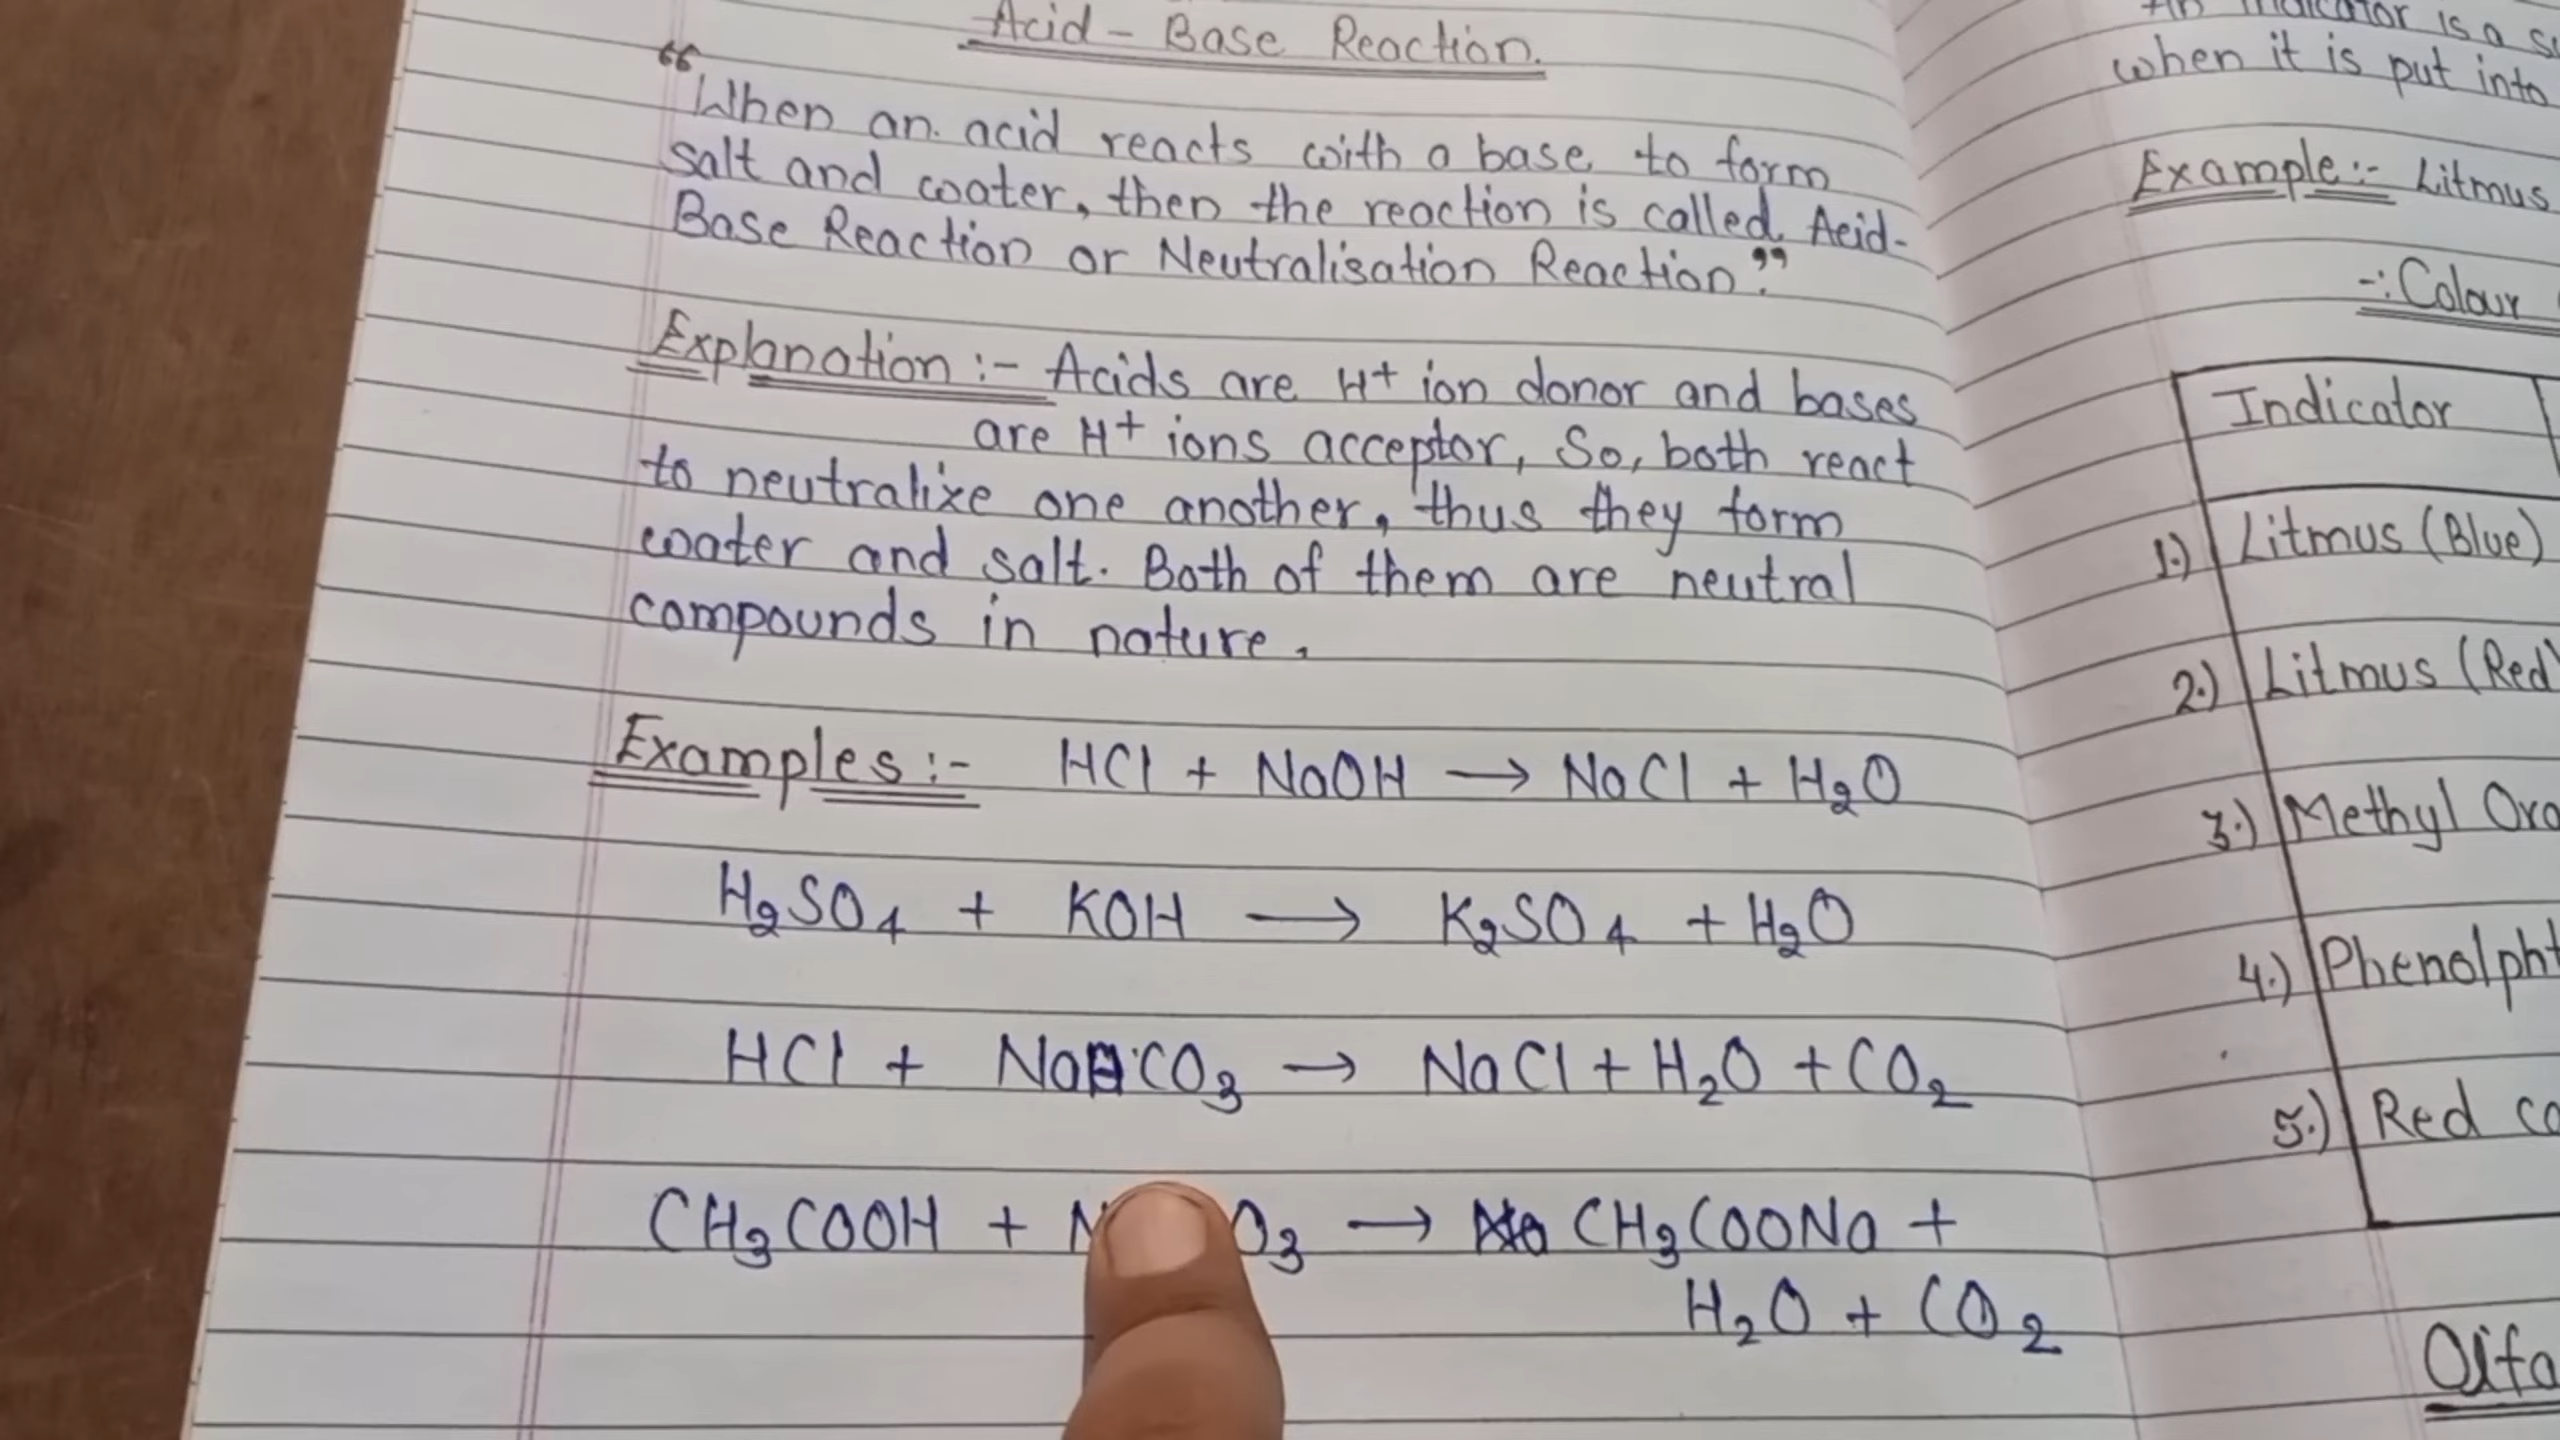 Acid - Base Reaction.
"When an acid reacts with a base to form
salt and water, then the reaction is called Acid-
Base Reaction or Neutralisation Reaction."
Explanation :- Acids are H+ ion donor and bases
are H+ ions acceptor, So, both react
to neutralize one another, thus they form
water and salt. Both of them are neutral
compounds in nature.
Examples :- HCl + NaOH → NaCl + H2O
H2SO4 + KOH → K2SO4 + H2O
HCl + NaHCO3 → NaCl + H2O + CO2
CH3COOH + → CH3COONa +
H2O + CO2
Indicator is a
when it is put into
Example :- Litmus
-: Colour
Indicator
1.) Litmus (Blue)
2.) Litmus (Red)
3.) Methyl
4.)
5.) Red